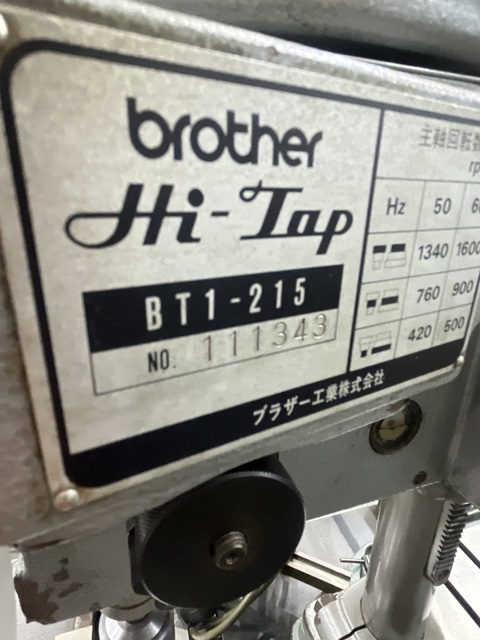 brother
Hi-Tap
BT1-215
NO. 111343
ブラザー工業株式会社
主軸回転数
Hz 50
1340 1600
760 900
420 500